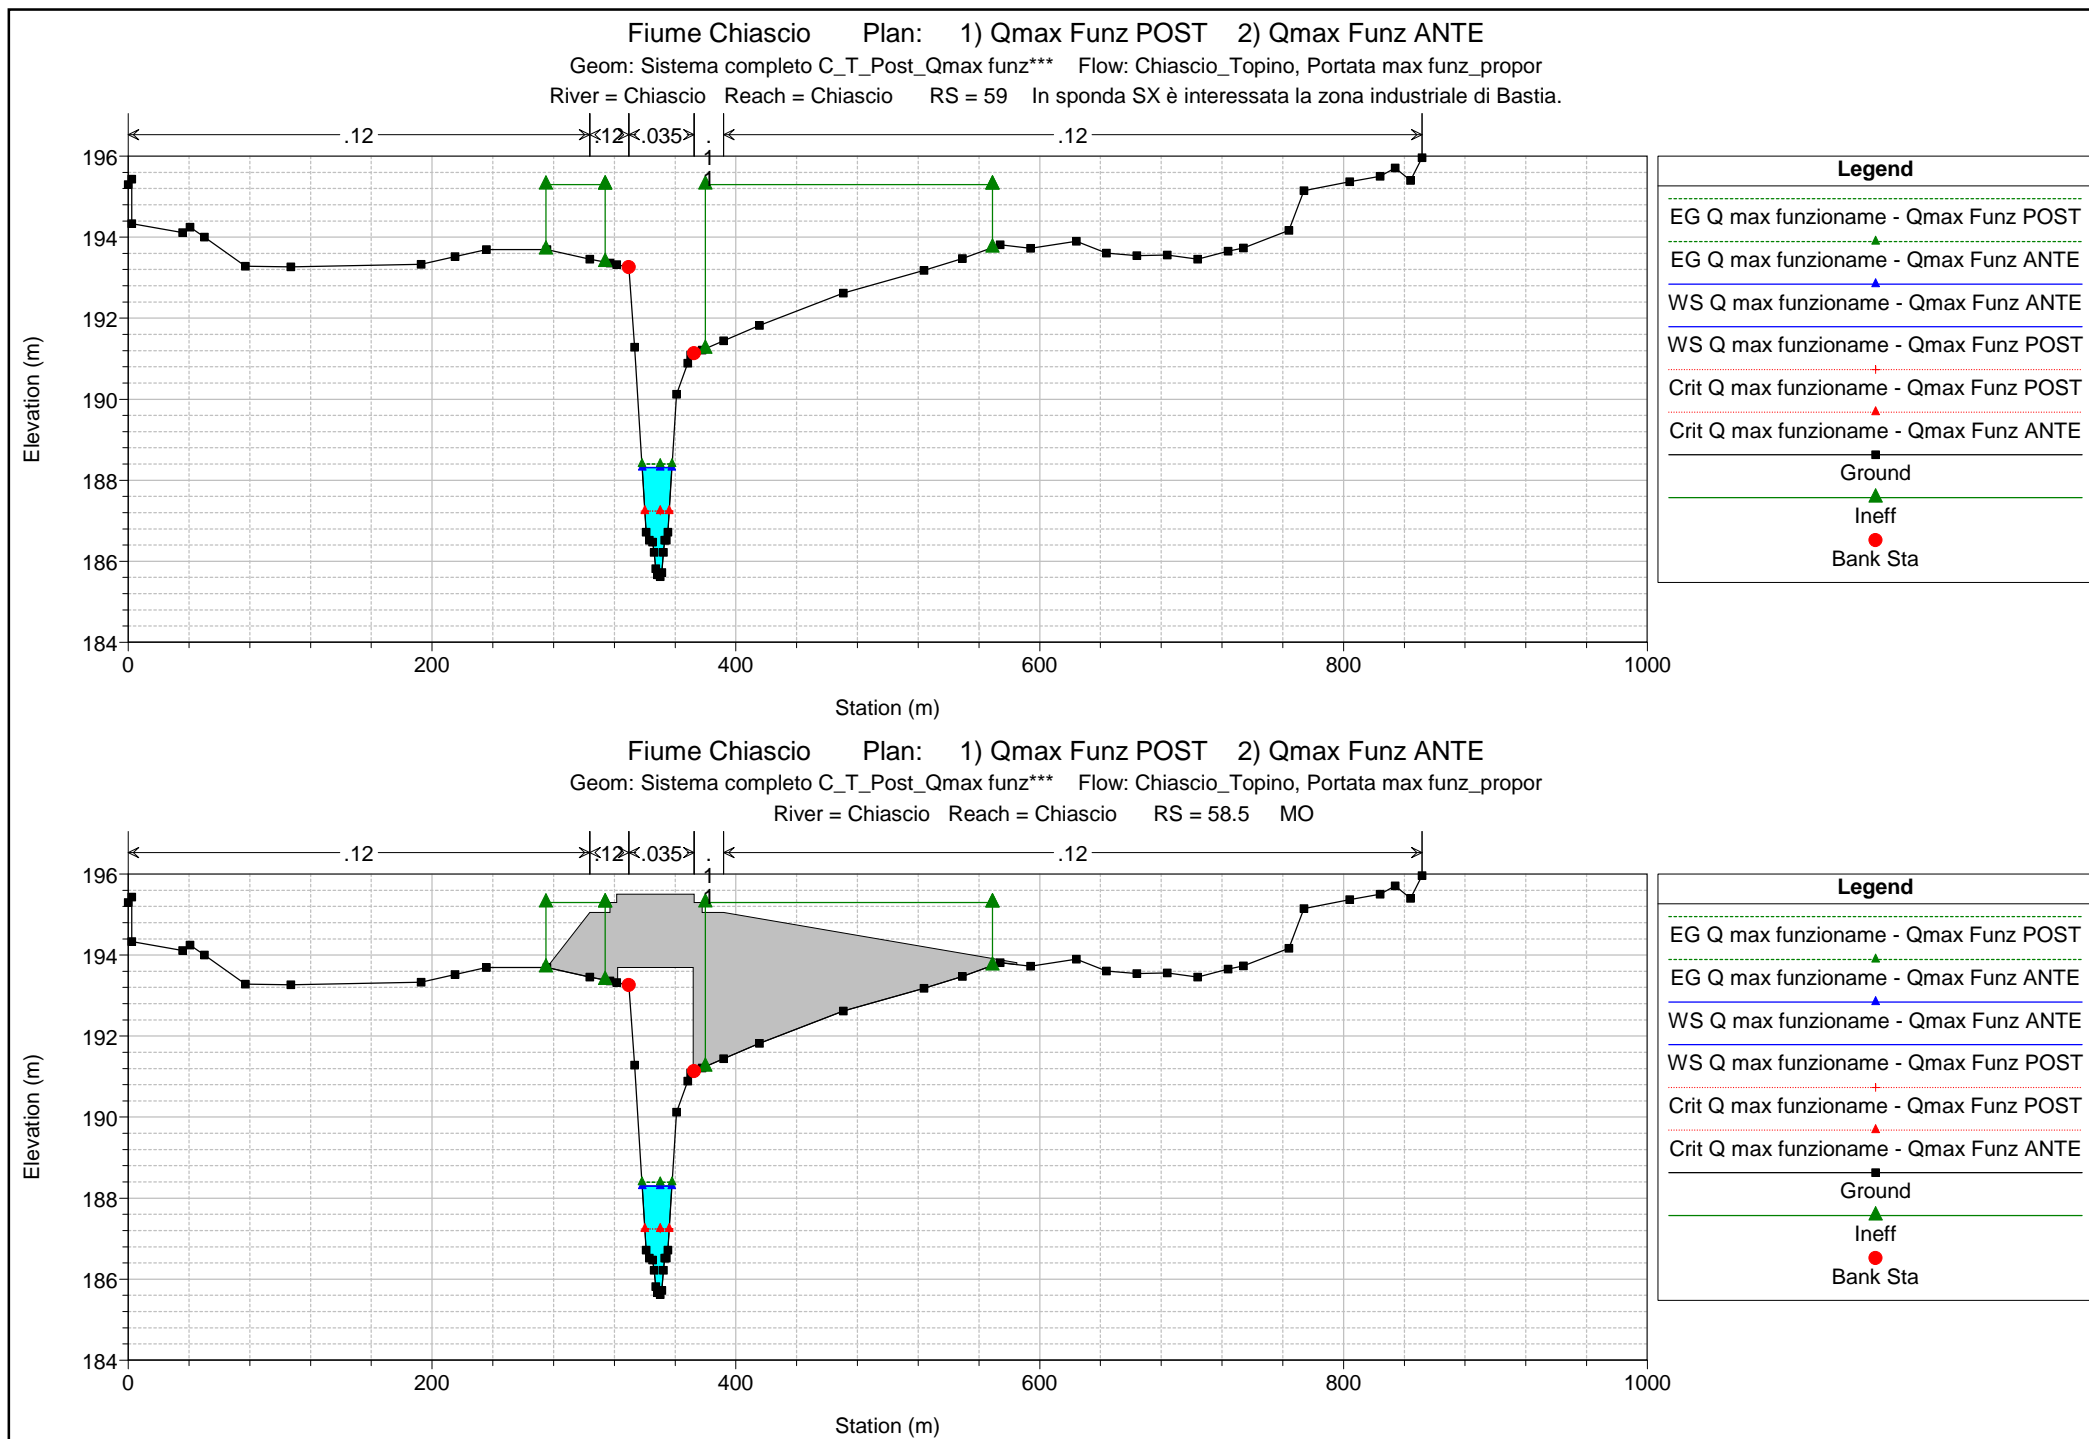 Fiume Chiascio Plan: 1) Qmax Funz POST 2) Qmax Funz ANTE
Geom: Sistema completo C_T_Post_Qmax funz*** Flow: Chiascio_Topino, Portata max funz_propor
River = Chiascio Reach = Chiascio RS = 59 In sponda SX è interessata la zona industriale di Bastia.
.12 .12 .035 .11 .12
196
194
192
190
188
186
184
Elevation (m)
0 200 400 600 800 1000
Station (m)
Legend
EG Q max funzioname - Qmax Funz POST
EG Q max funzioname - Qmax Funz ANTE
WS Q max funzioname - Qmax Funz ANTE
WS Q max funzioname - Qmax Funz POST
Crit Q max funzioname - Qmax Funz POST
Crit Q max funzioname - Qmax Funz ANTE
Ground
Ineff
Bank Sta
Fiume Chiascio Plan: 1) Qmax Funz POST 2) Qmax Funz ANTE
Geom: Sistema completo C_T_Post_Qmax funz*** Flow: Chiascio_Topino, Portata max funz_propor
River = Chiascio Reach = Chiascio RS = 58.5 MO
.12 .12 .035 .11 .12
196
194
192
190
188
186
184
Elevation (m)
0 200 400 600 800 1000
Station (m)
Legend
EG Q max funzioname - Qmax Funz POST
EG Q max funzioname - Qmax Funz ANTE
WS Q max funzioname - Qmax Funz ANTE
WS Q max funzioname - Qmax Funz POST
Crit Q max funzioname - Qmax Funz POST
Crit Q max funzioname - Qmax Funz ANTE
Ground
Ineff
Bank Sta